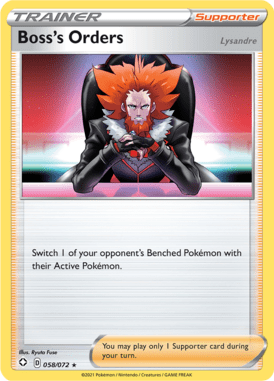 TRAINER Supporter
Boss's Orders Lysandre
Switch 1 of your opponent's Benched Pokémon with
their Active Pokémon.
Illus. Ryuta Fuse
You may play only 1 Supporter card during
your turn.
D 058/072 ★
©2021 Pokémon / Nintendo / Creatures / GAME FREAK